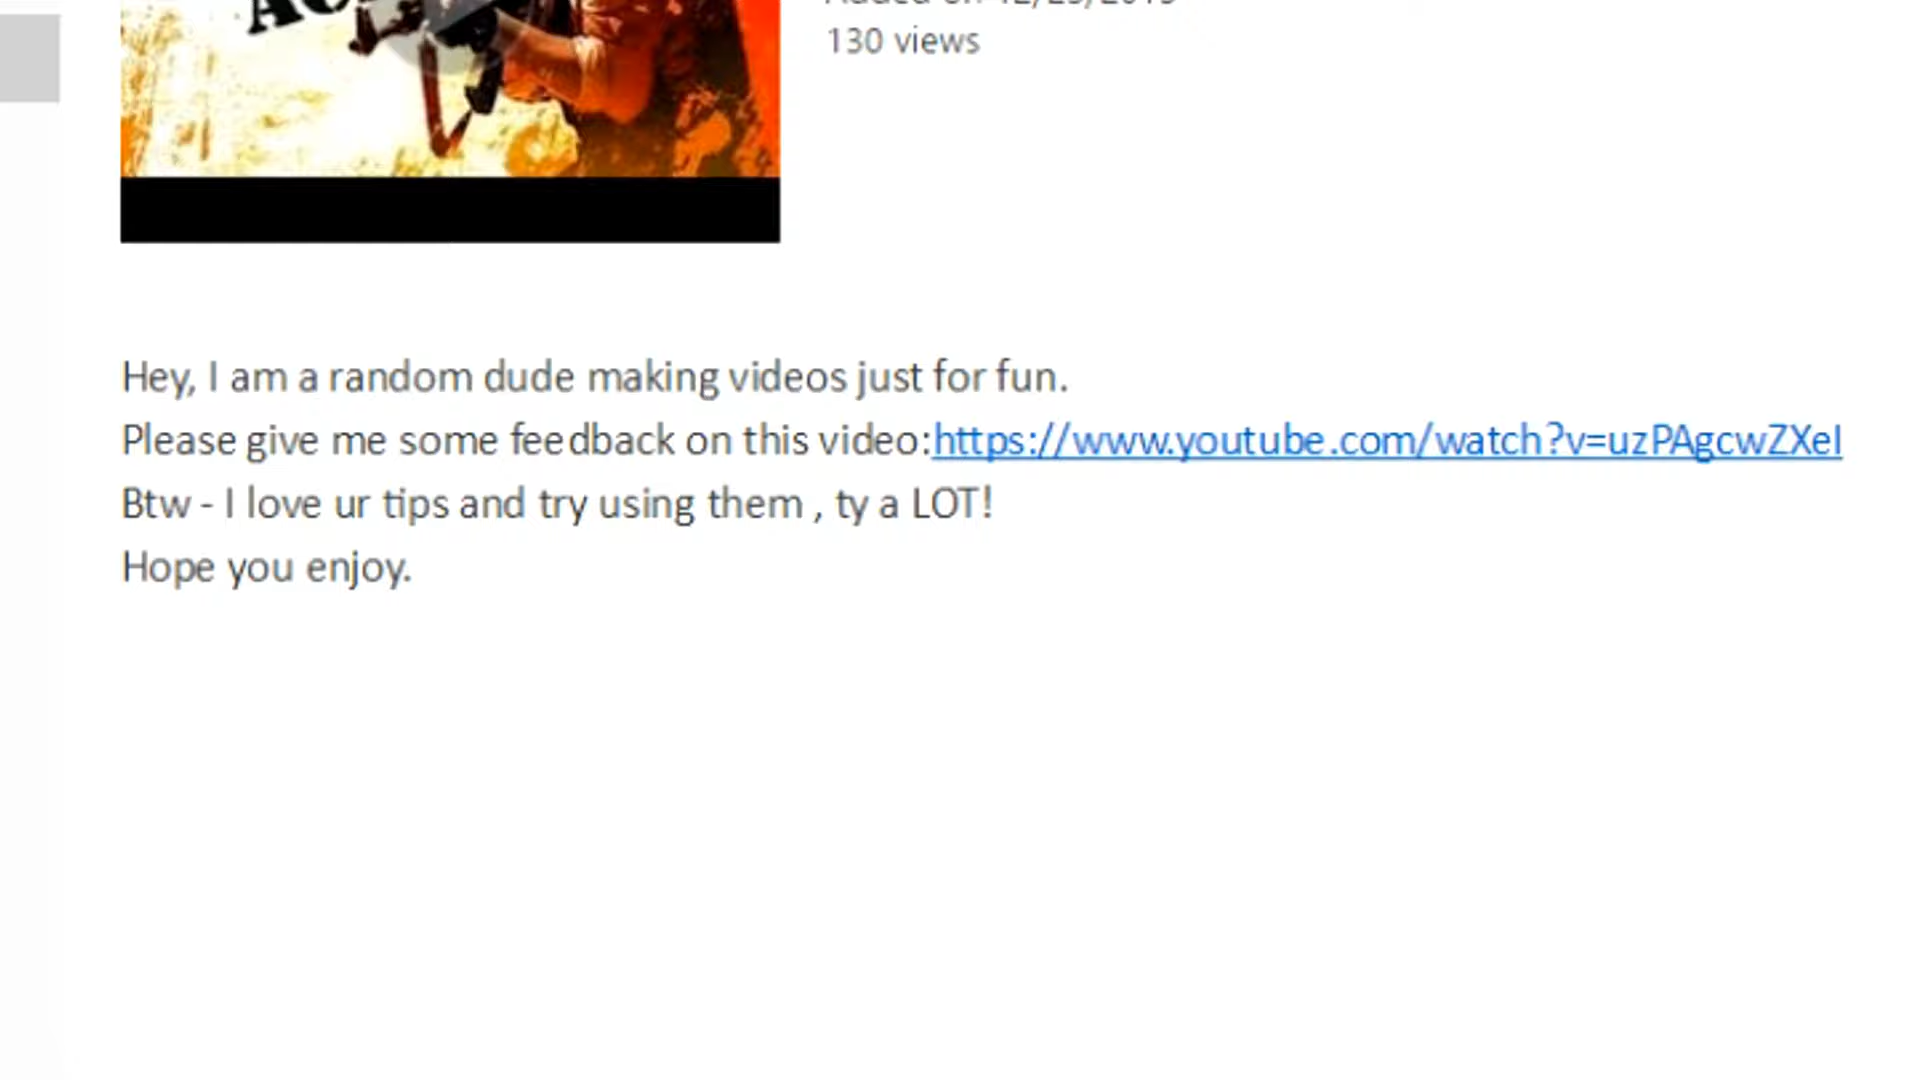 130 views
Hey, I am a random dude making videos just for fun.
Please give me some feedback on this video:https://www.youtube.com/watch?v=uzPAgcwZXeI
Btw - I love ur tips and try using them , ty a LOT!
Hope you enjoy.